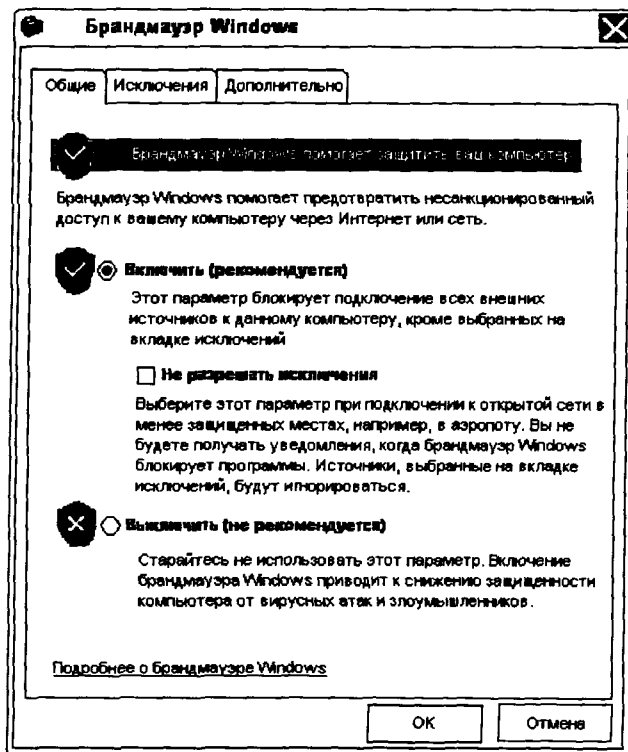 Брандмауэр Windows
Общие Исключения Дополнительно
Брандмауэр Windows помогает защитить ваш компьютер
Брандмауэр Windows помогает предотвратить несанкционированный
доступ к вашему компьютеру через Интернет или сеть.
Включить (рекомендуется)
Этот параметр блокирует подключение всех внешних
источников к данному компьютеру, кроме выбранных на
вкладке исключений
Не разрешать исключения
Выберите этот параметр при подключении к открытой сети в
менее защищенных местах, например, в аэропоту. Вы не
будете получать уведомления, когда брандмауэр Windows
блокирует программы. Источники, выбранные на вкладке
исключений, будут игнорироваться.
Выключить (не рекомендуется)
Старайтесь не использовать этот параметр. Включение
брандмауэра Windows приводит к снижению защищенности
компьютера от вирусных атак и злоумышленников.
Подробнее о брандмауэре Windows
ОК Отмена